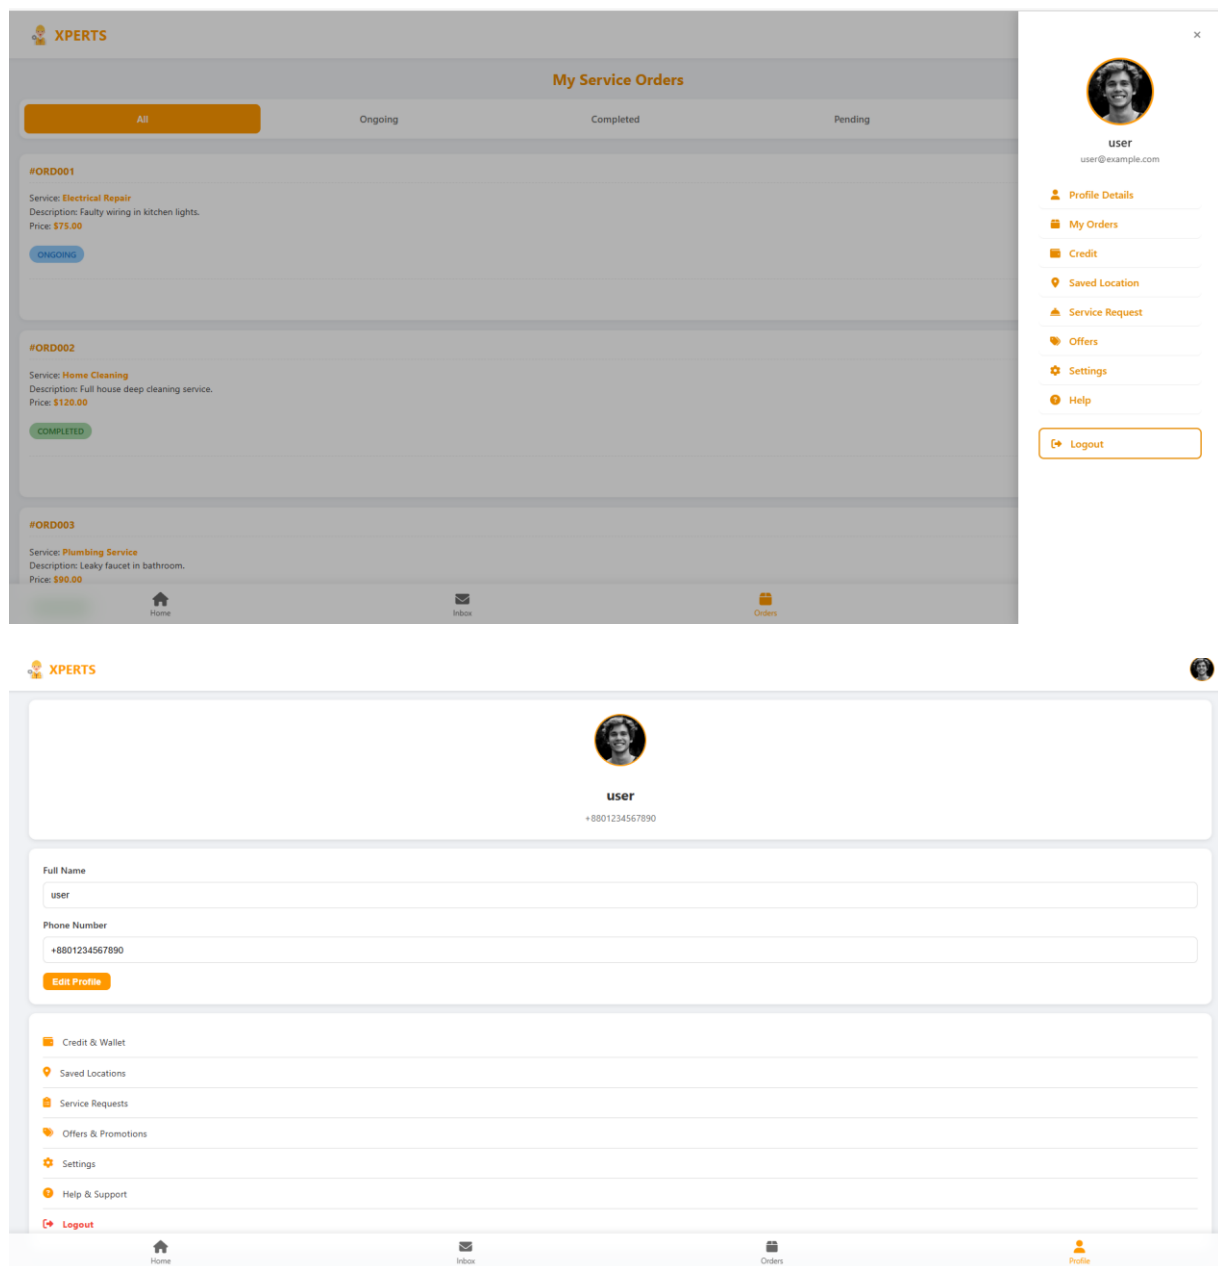 XPERTS
×
My Service Orders
All Ongoing Completed Pending
user
user@example.com
#ORD001
Service: Electrical Repair
Description: Faulty wiring in kitchen lights.
Price: $75.00
ONGOING
#ORD002
Service: Home Cleaning
Description: Full house deep cleaning service.
Price: $120.00
COMPLETED
#ORD003
Service: Plumbing Service
Description: Leaky faucet in bathroom.
Price: $90.00
Home Inbox Orders
Profile Details
My Orders
Credit
Saved Location
Service Request
Offers
Settings
Help
Logout
XPERTS
user
+8801234567890
Full Name
user
Phone Number
+8801234567890
Edit Profile
Credit & Wallet
Saved Locations
Service Requests
Offers & Promotions
Settings
Help & Support
Logout
Home Inbox Orders Profile